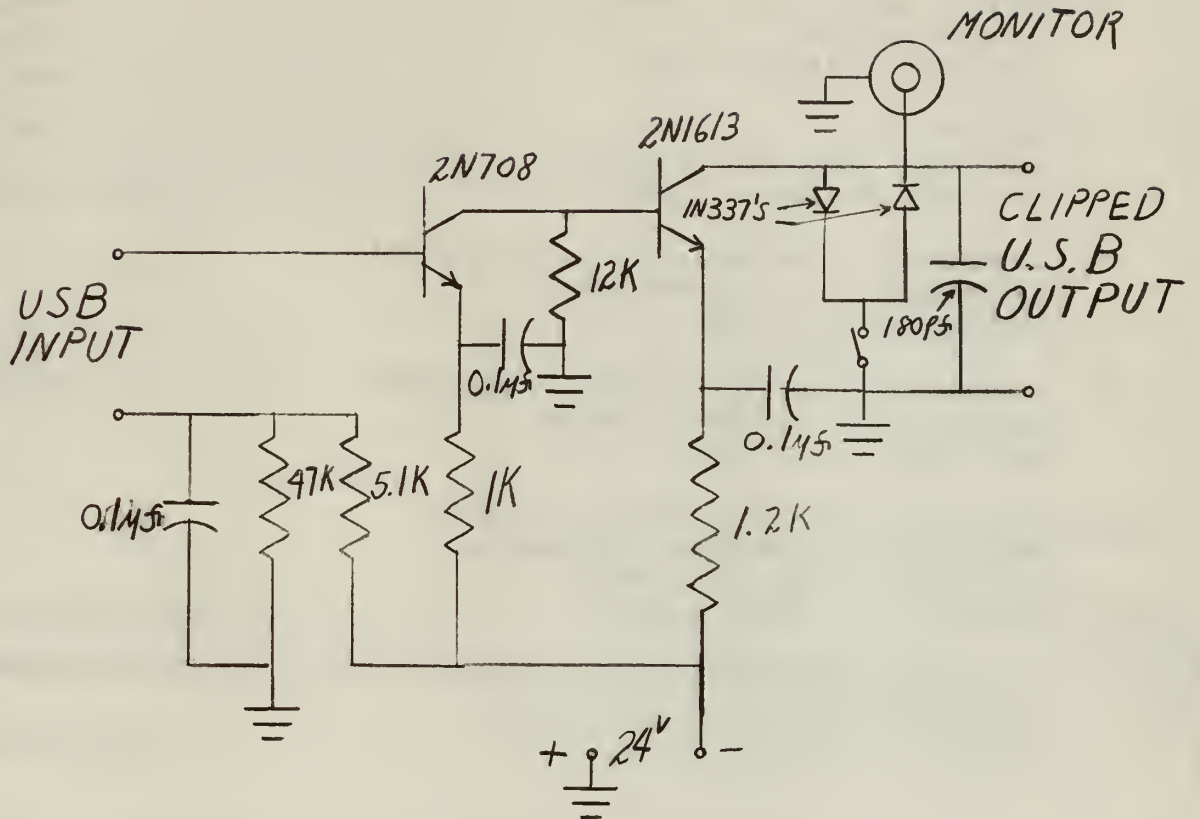 MONITOR
2N1613
2N708
1N337'S
CLIPPED
U.S.B
OUTPUT
12K
USB
INPUT
180Pf
0.1μf
0.1μf
47K
5.1K
1K
0.1μf
1.2K
+ 24V -